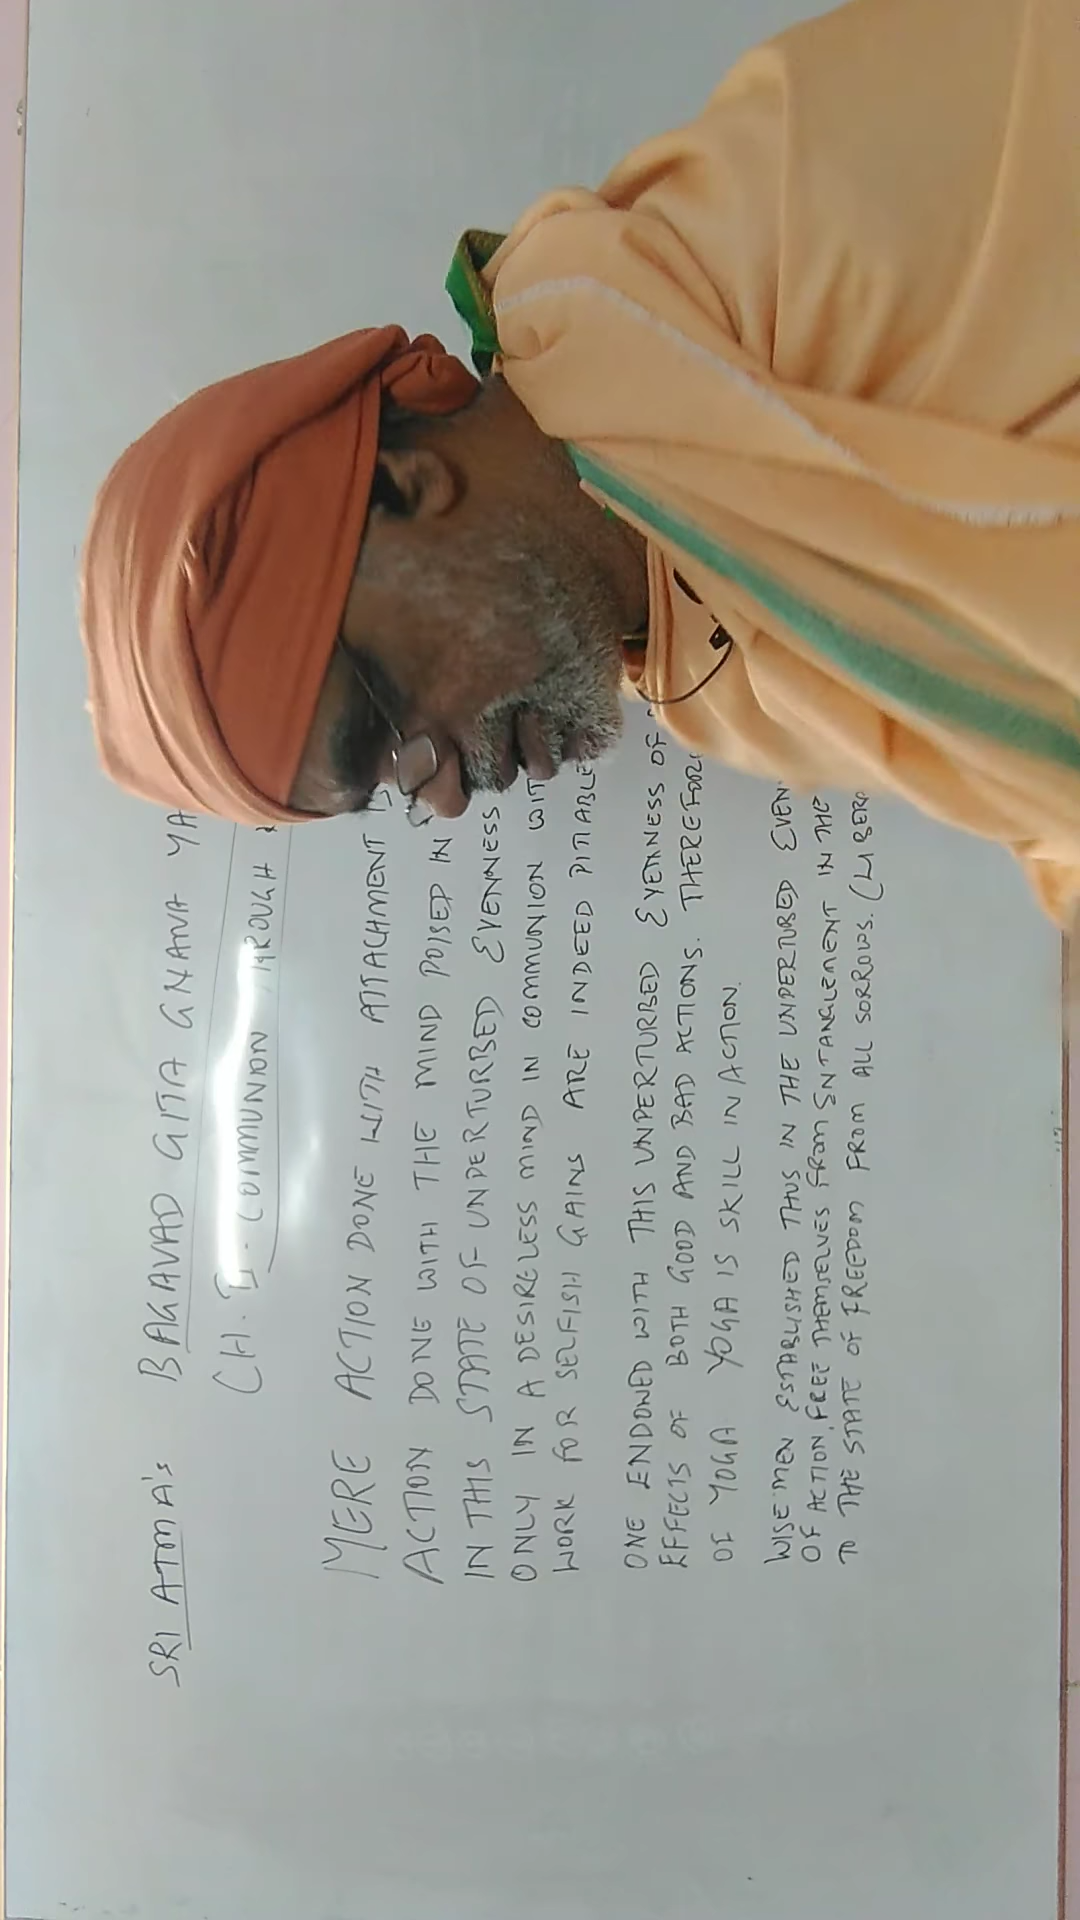 SRI ATMA'S BAGAVAD GITA GNANA YA
CH. II - COMMUNION THROUGH
MERE ACTION DONE WITH ATTACHMENT IS
ACTION DONE WITH THE MIND POISED IN
IN THIS STATE OF UNPERTURBED EVENNESS
ONLY IN A DESIRELESS MIND IN COMMUNION WIT
WORK FOR SELFISH GAINS ARE INDEED PITIABLE
ONE ENDOWED WITH THIS UNPERTURBED EVENNESS OF
EFFECTS OF BOTH GOOD AND BAD ACTIONS. THEREFORE
OF YOGA YOGA IS SKILL IN ACTION.
WISE MEN ESTABLISHED THUS IN THE UNPERTURBED EVEN
OF ACTION, FREE THEMSELVES FROM ENTANGLEMENT IN THE
TO THE STATE OF FREEDOM FROM ALL SORROWS. (LIBERA